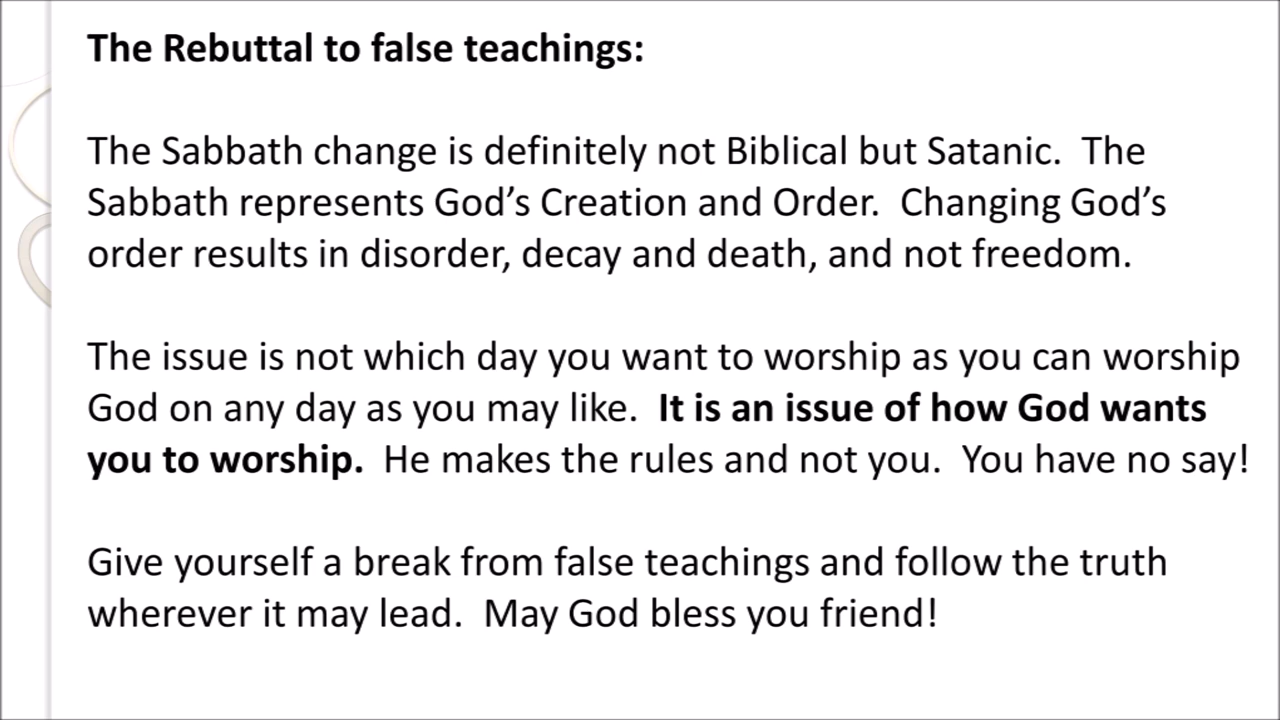 The Rebuttal to false teachings:
The Sabbath change is definitely not Biblical but Satanic.  The
Sabbath represents God’s Creation and Order.  Changing God’s
order results in disorder, decay and death, and not freedom.
The issue is not which day you want to worship as you can worship
God on any day as you may like.  It is an issue of how God wants
you to worship.  He makes the rules and not you.  You have no say!
Give yourself a break from false teachings and follow the truth
wherever it may lead.  May God bless you friend!